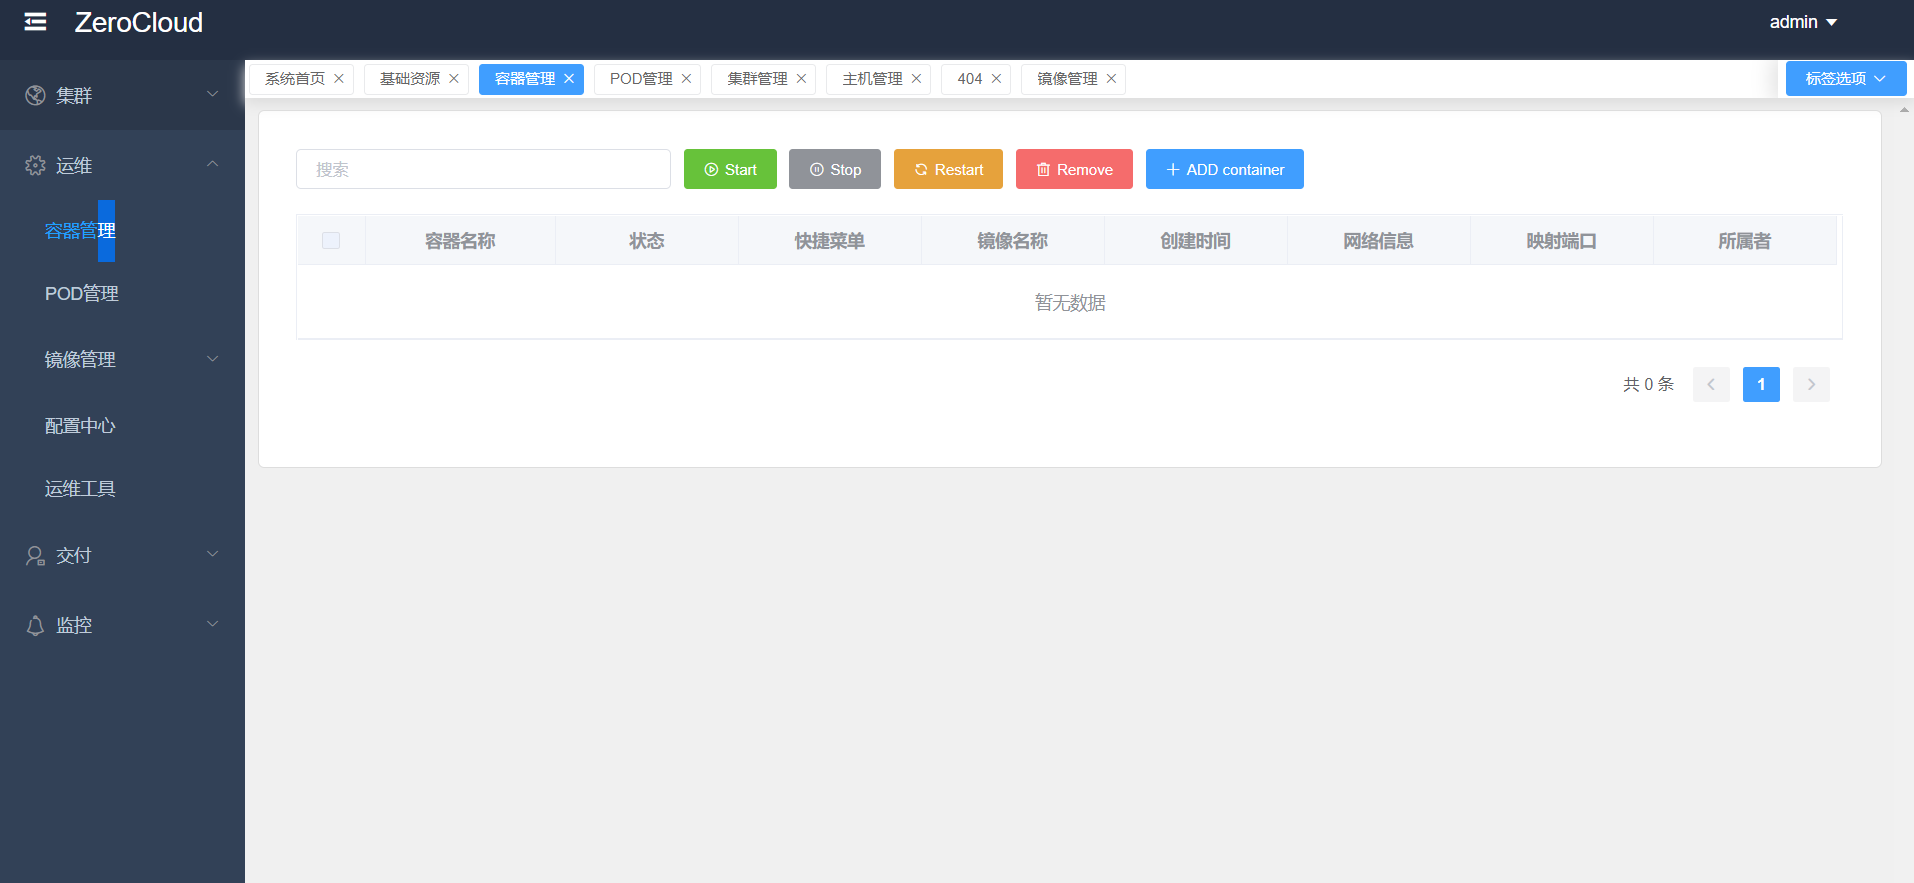 ZeroCloud
admin
集群
运维
容器管理
POD管理
镜像管理
配置中心
运维工具
交付
监控
系统首页
基础资源
容器管理
POD管理
集群管理
主机管理
404
镜像管理
标签选项
搜索
Start
Stop
Restart
Remove
ADD container
容器名称
状态
快捷菜单
镜像名称
创建时间
网络信息
映射端口
所属者
暂无数据
共 0 条
1